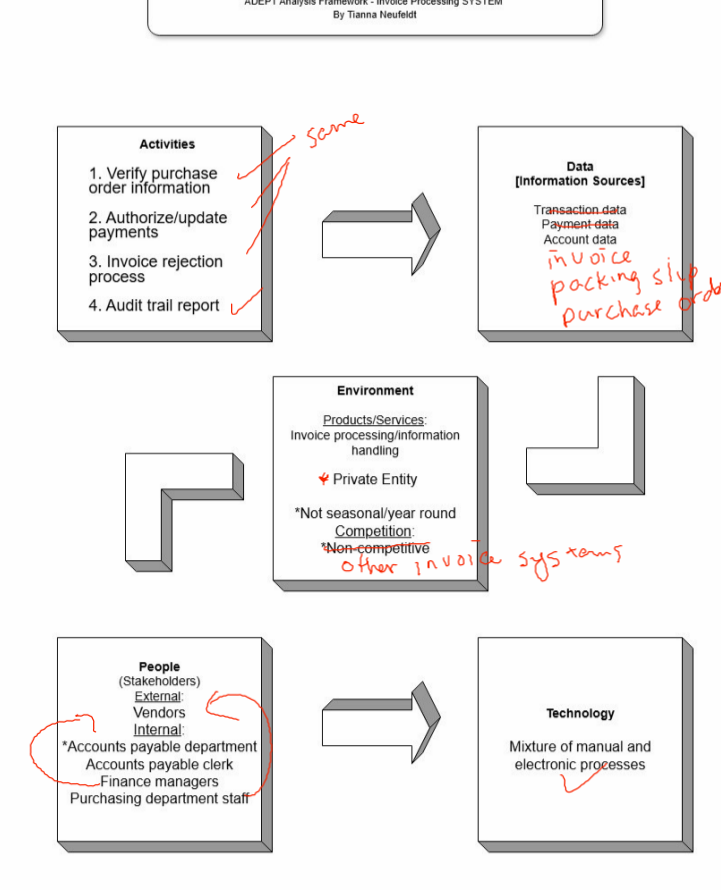 ADEPT Analysis Framework - Invoice Processing SYSTEM
By Tianna Neufeldt
Activities
1. Verify purchase
order information
2. Authorize/update
payments
3. Invoice rejection
process
4. Audit trail report
same
Data
[Information Sources]
Transaction data
Payment data
Account data
invoice
packing slip
purchase ord
Environment
Products/Services:
Invoice processing/information
handling
Private Entity
*Not seasonal/year round
Competition:
*Non-competitive
other invoice systems
People
(Stakeholders)
External:
Vendors
Internal:
*Accounts payable department
Accounts payable clerk
Finance managers
Purchasing department staff
Technology
Mixture of manual and
electronic processes